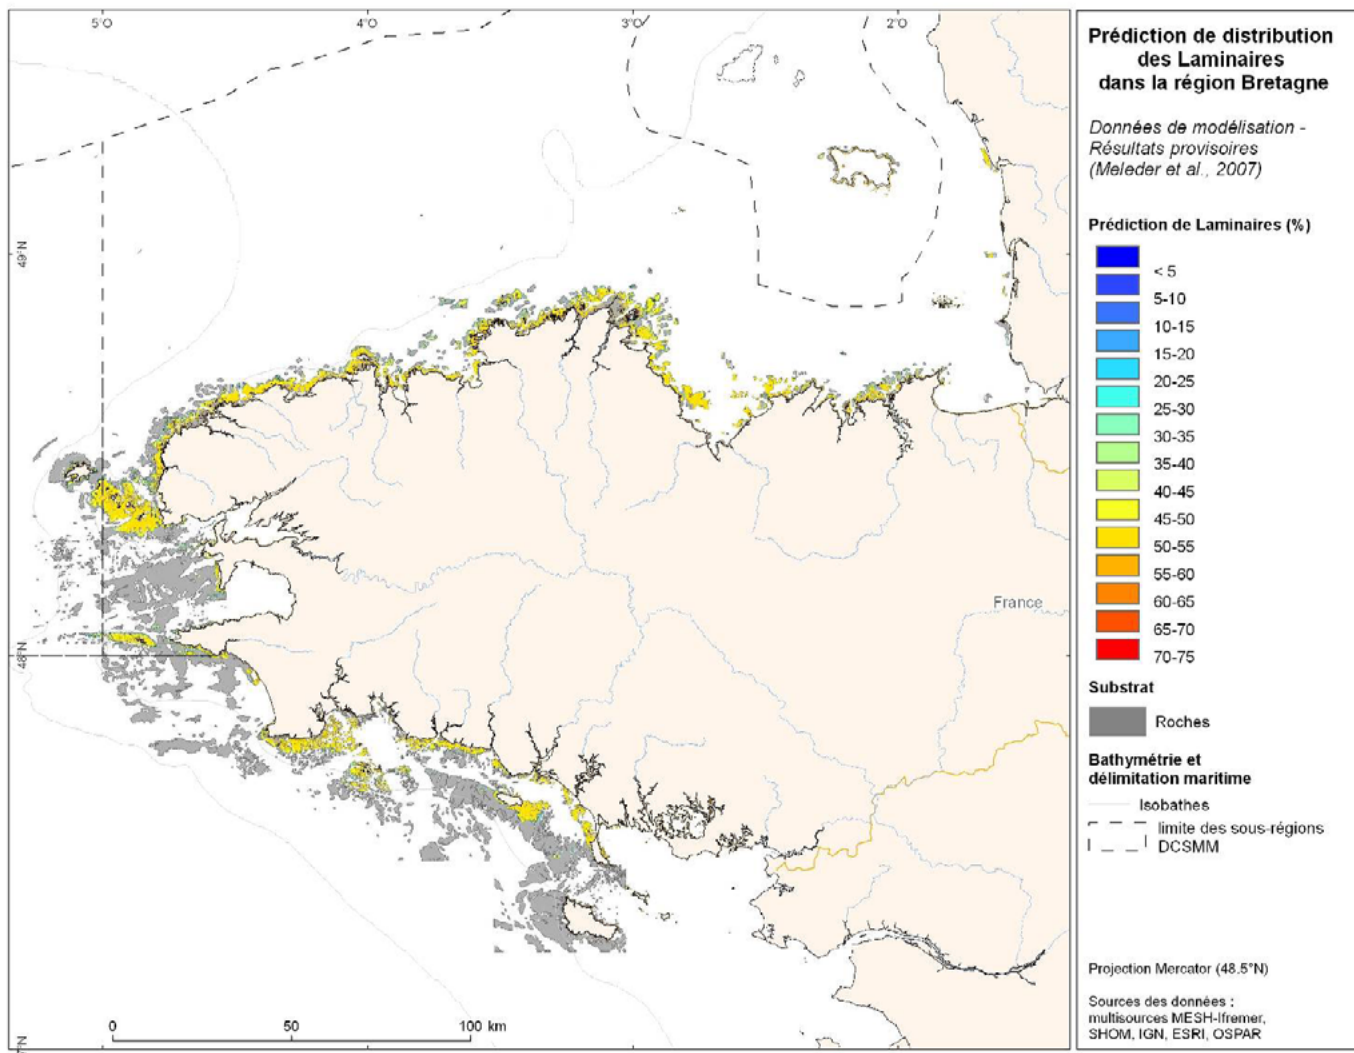 5°O
4°O
3°O
2°O
49°N
48°N
France
0
50
100 km
Prédiction de distribution
des Laminaires
dans la région Bretagne
Données de modélisation -
Résultats provisoires
(Meleder et al., 2007)
Prédiction de Laminaires (%)
< 5
5-10
10-15
15-20
20-25
25-30
30-35
35-40
40-45
45-50
50-55
55-60
60-65
65-70
70-75
Substrat
Roches
Bathymétrie et
délimitation maritime
Isobathes
limite des sous-régions
DCSMM
Projection Mercator (48.5°N)
Sources des données :
multisources MESH-Ifremer,
SHOM, IGN, ESRI, OSPAR